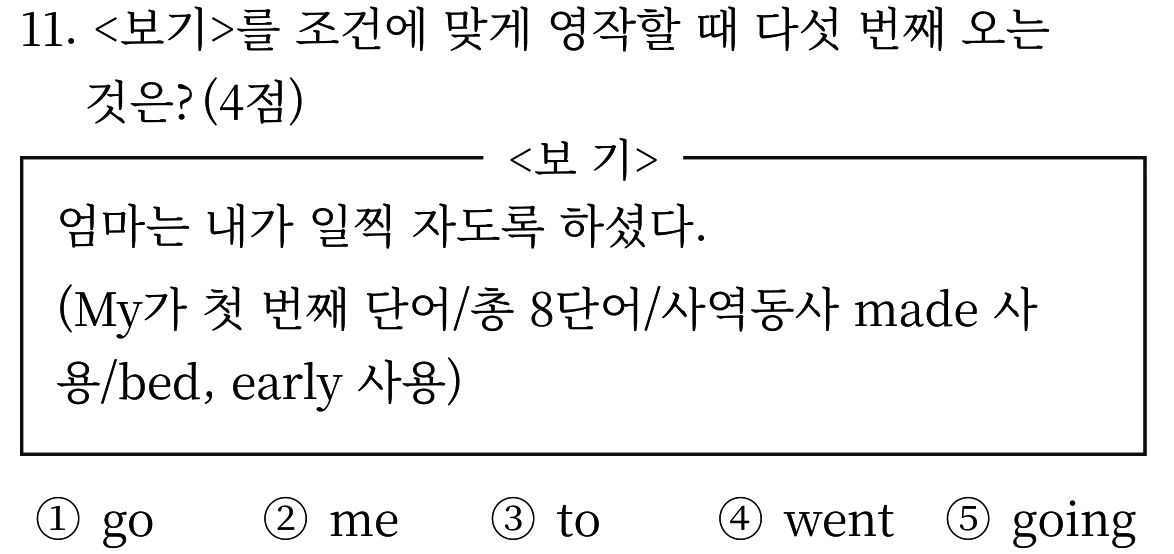 11. <보기>를 조건에 맞게 영작할 때 다섯 번째 오는
것은?(4점)
<보 기>
엄마는 내가 일찍 자도록 하셨다.
(My가 첫 번째 단어/총 8단어/사역동사 made 사
용/bed, early 사용)
① go ② me ③ to ④ went ⑤ going